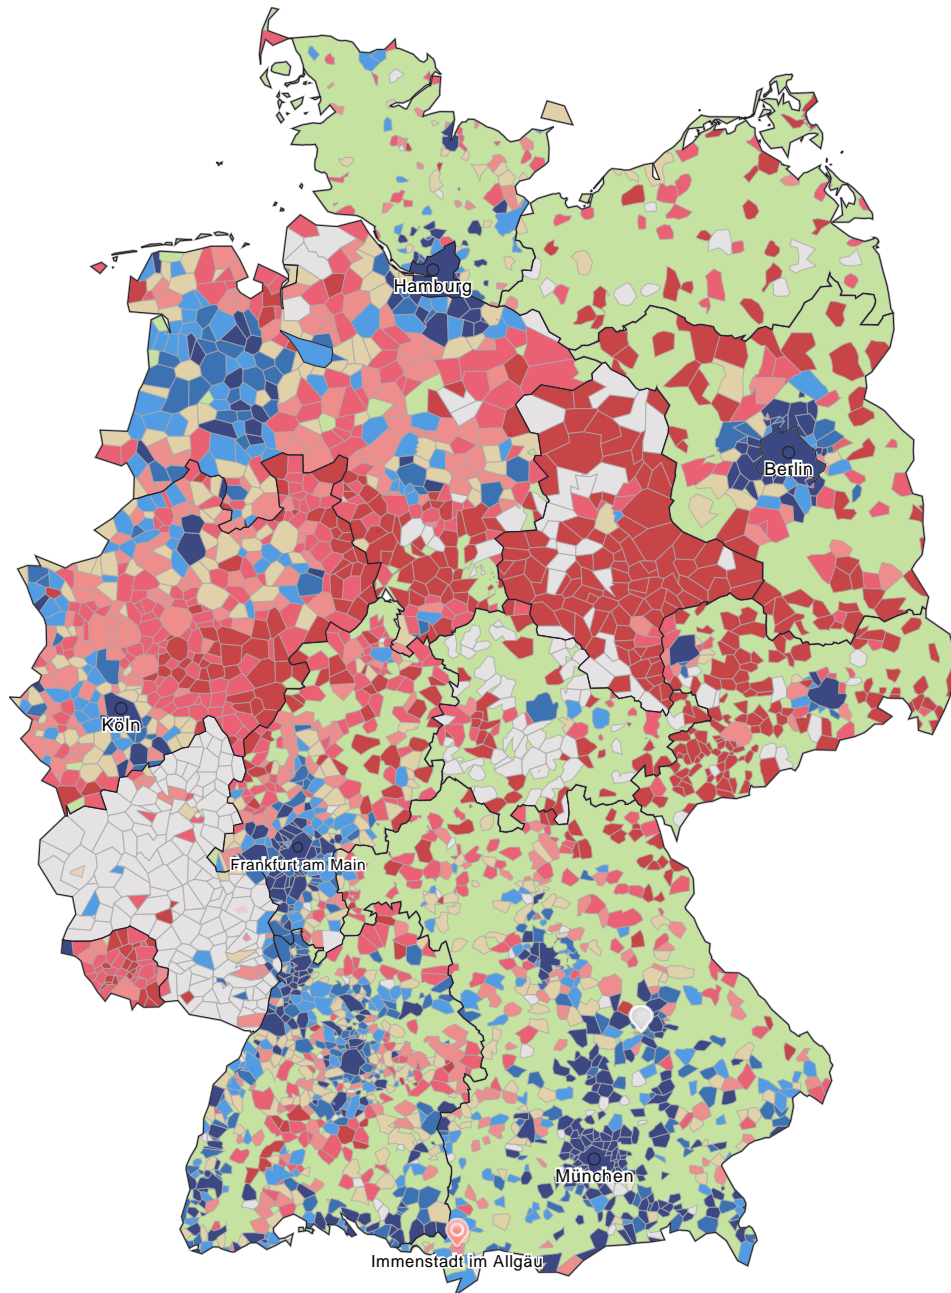 Hamburg
Berlin
Köln
Frankfurt am Main
München
Immenstadt im Allgäu